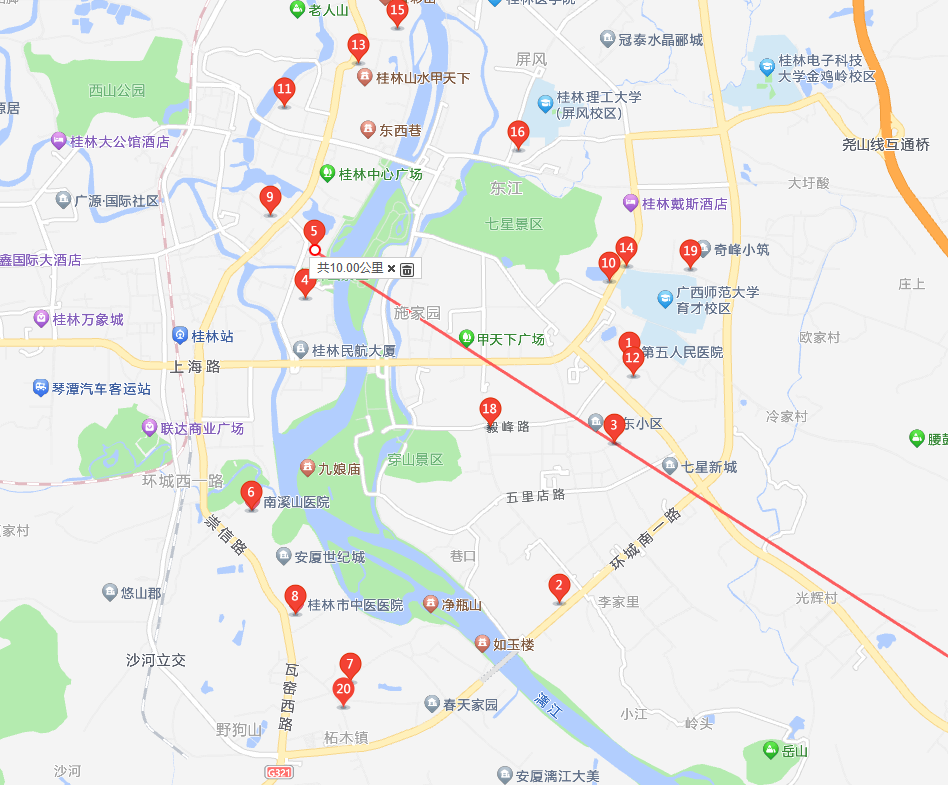 15
老人山
桂林医学院
13
冠泰水晶郦城
屏风
桂林电子科技
大学金鸡岭校区
桂林山水甲天下
西山公园
11
桂林理工大学
(屏风校区)
原居
东西巷
16
桂林大公馆酒店
尧山线互通桥
桂林中心广场
大圩酸
东江
9
广源·国际社区
桂林戴斯酒店
七星景区
5
14
19
奇峰小筑
鑫国际大酒店
10
共10.00公里
4
庄上
广西师范大学
育才校区
桂林万象城
施家园
桂林站
甲天下广场
欧家村
1
桂林民航大厦
12
第五人民医院
上海路
琴潭汽车客运站
18
冷家村
联达商业广场
毅峰路
3
东小区
腰鼓
穿山景区
九娘庙
七星新城
环城西一路
6
南溪山医院
五里店路
崇信路
环城南一路
家村
安厦世纪城
巷口
悠山郡
8
2
桂林市中医医院
净瓶山
李家里
光辉村
如玉楼
沙河立交
7
20
瓦窑西路
春天家园
漓江
小江
岭头
野狗山
柘木镇
岳山
沙河
G321
安厦漓江大美